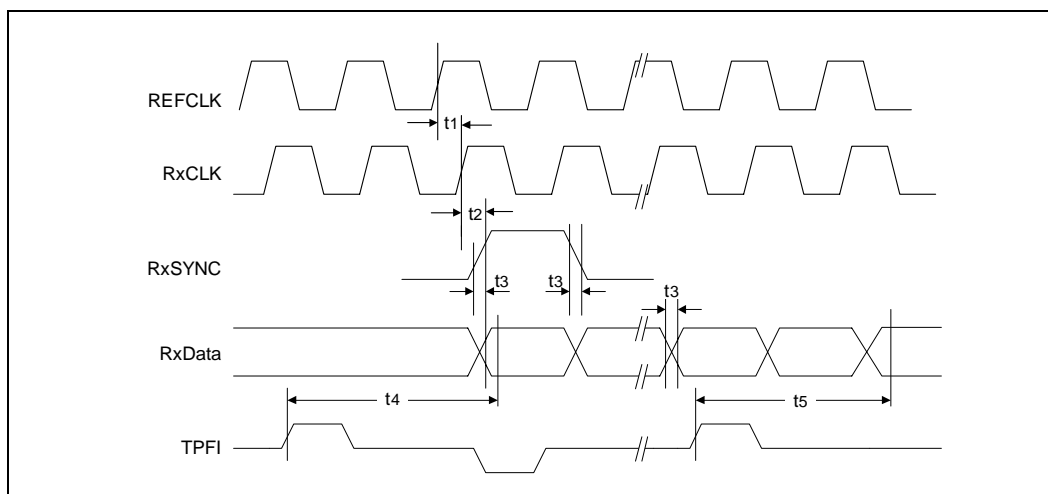 REFCLK
t1
RxCLK
t2
RxSYNC
t3
t3
t3
RxData
t4
t5
TPFI